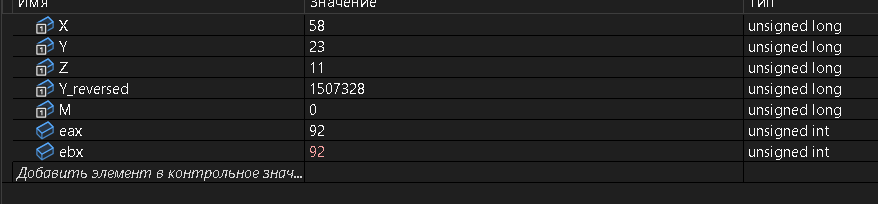 Имя Значение Тип
X 58 unsigned long
Y 23 unsigned long
Z 11 unsigned long
Y_reversed 1507328 unsigned long
M 0 unsigned long
eax 92 unsigned int
ebx 92 unsigned int
Добавить элемент в контрольное знач...